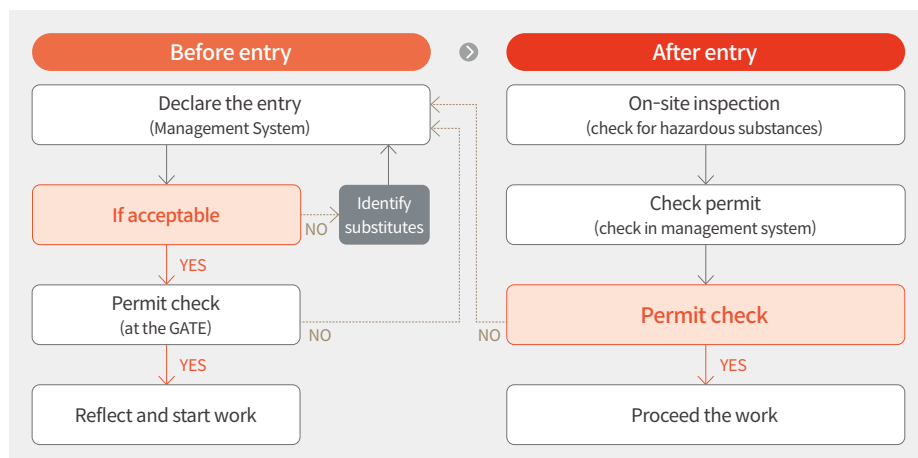 Before entry
Declare the entry
(Management System)
If acceptable
NO
Identify
substitutes
YES
Permit check
(at the GATE)
NO
YES
Reflect and start work
After entry
On-site inspection
(check for hazardous substances)
Check permit
(check in management system)
Permit check
NO
YES
Proceed the work